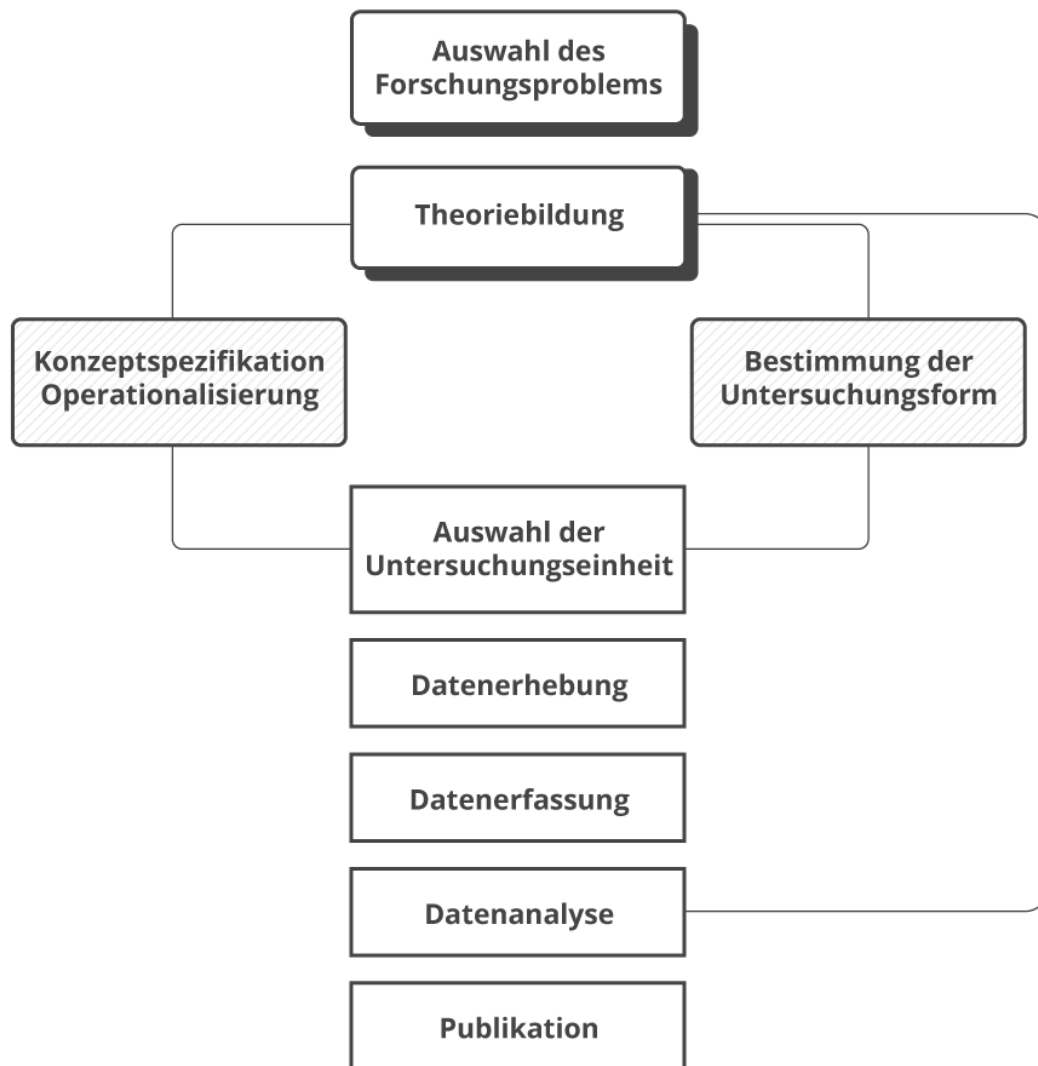 Auswahl des
Forschungsproblems
Theoriebildung
Konzeptspezifikation
Operationalisierung
Bestimmung der
Untersuchungsform
Auswahl der
Untersuchungseinheit
Datenerhebung
Datenerfassung
Datenanalyse
Publikation